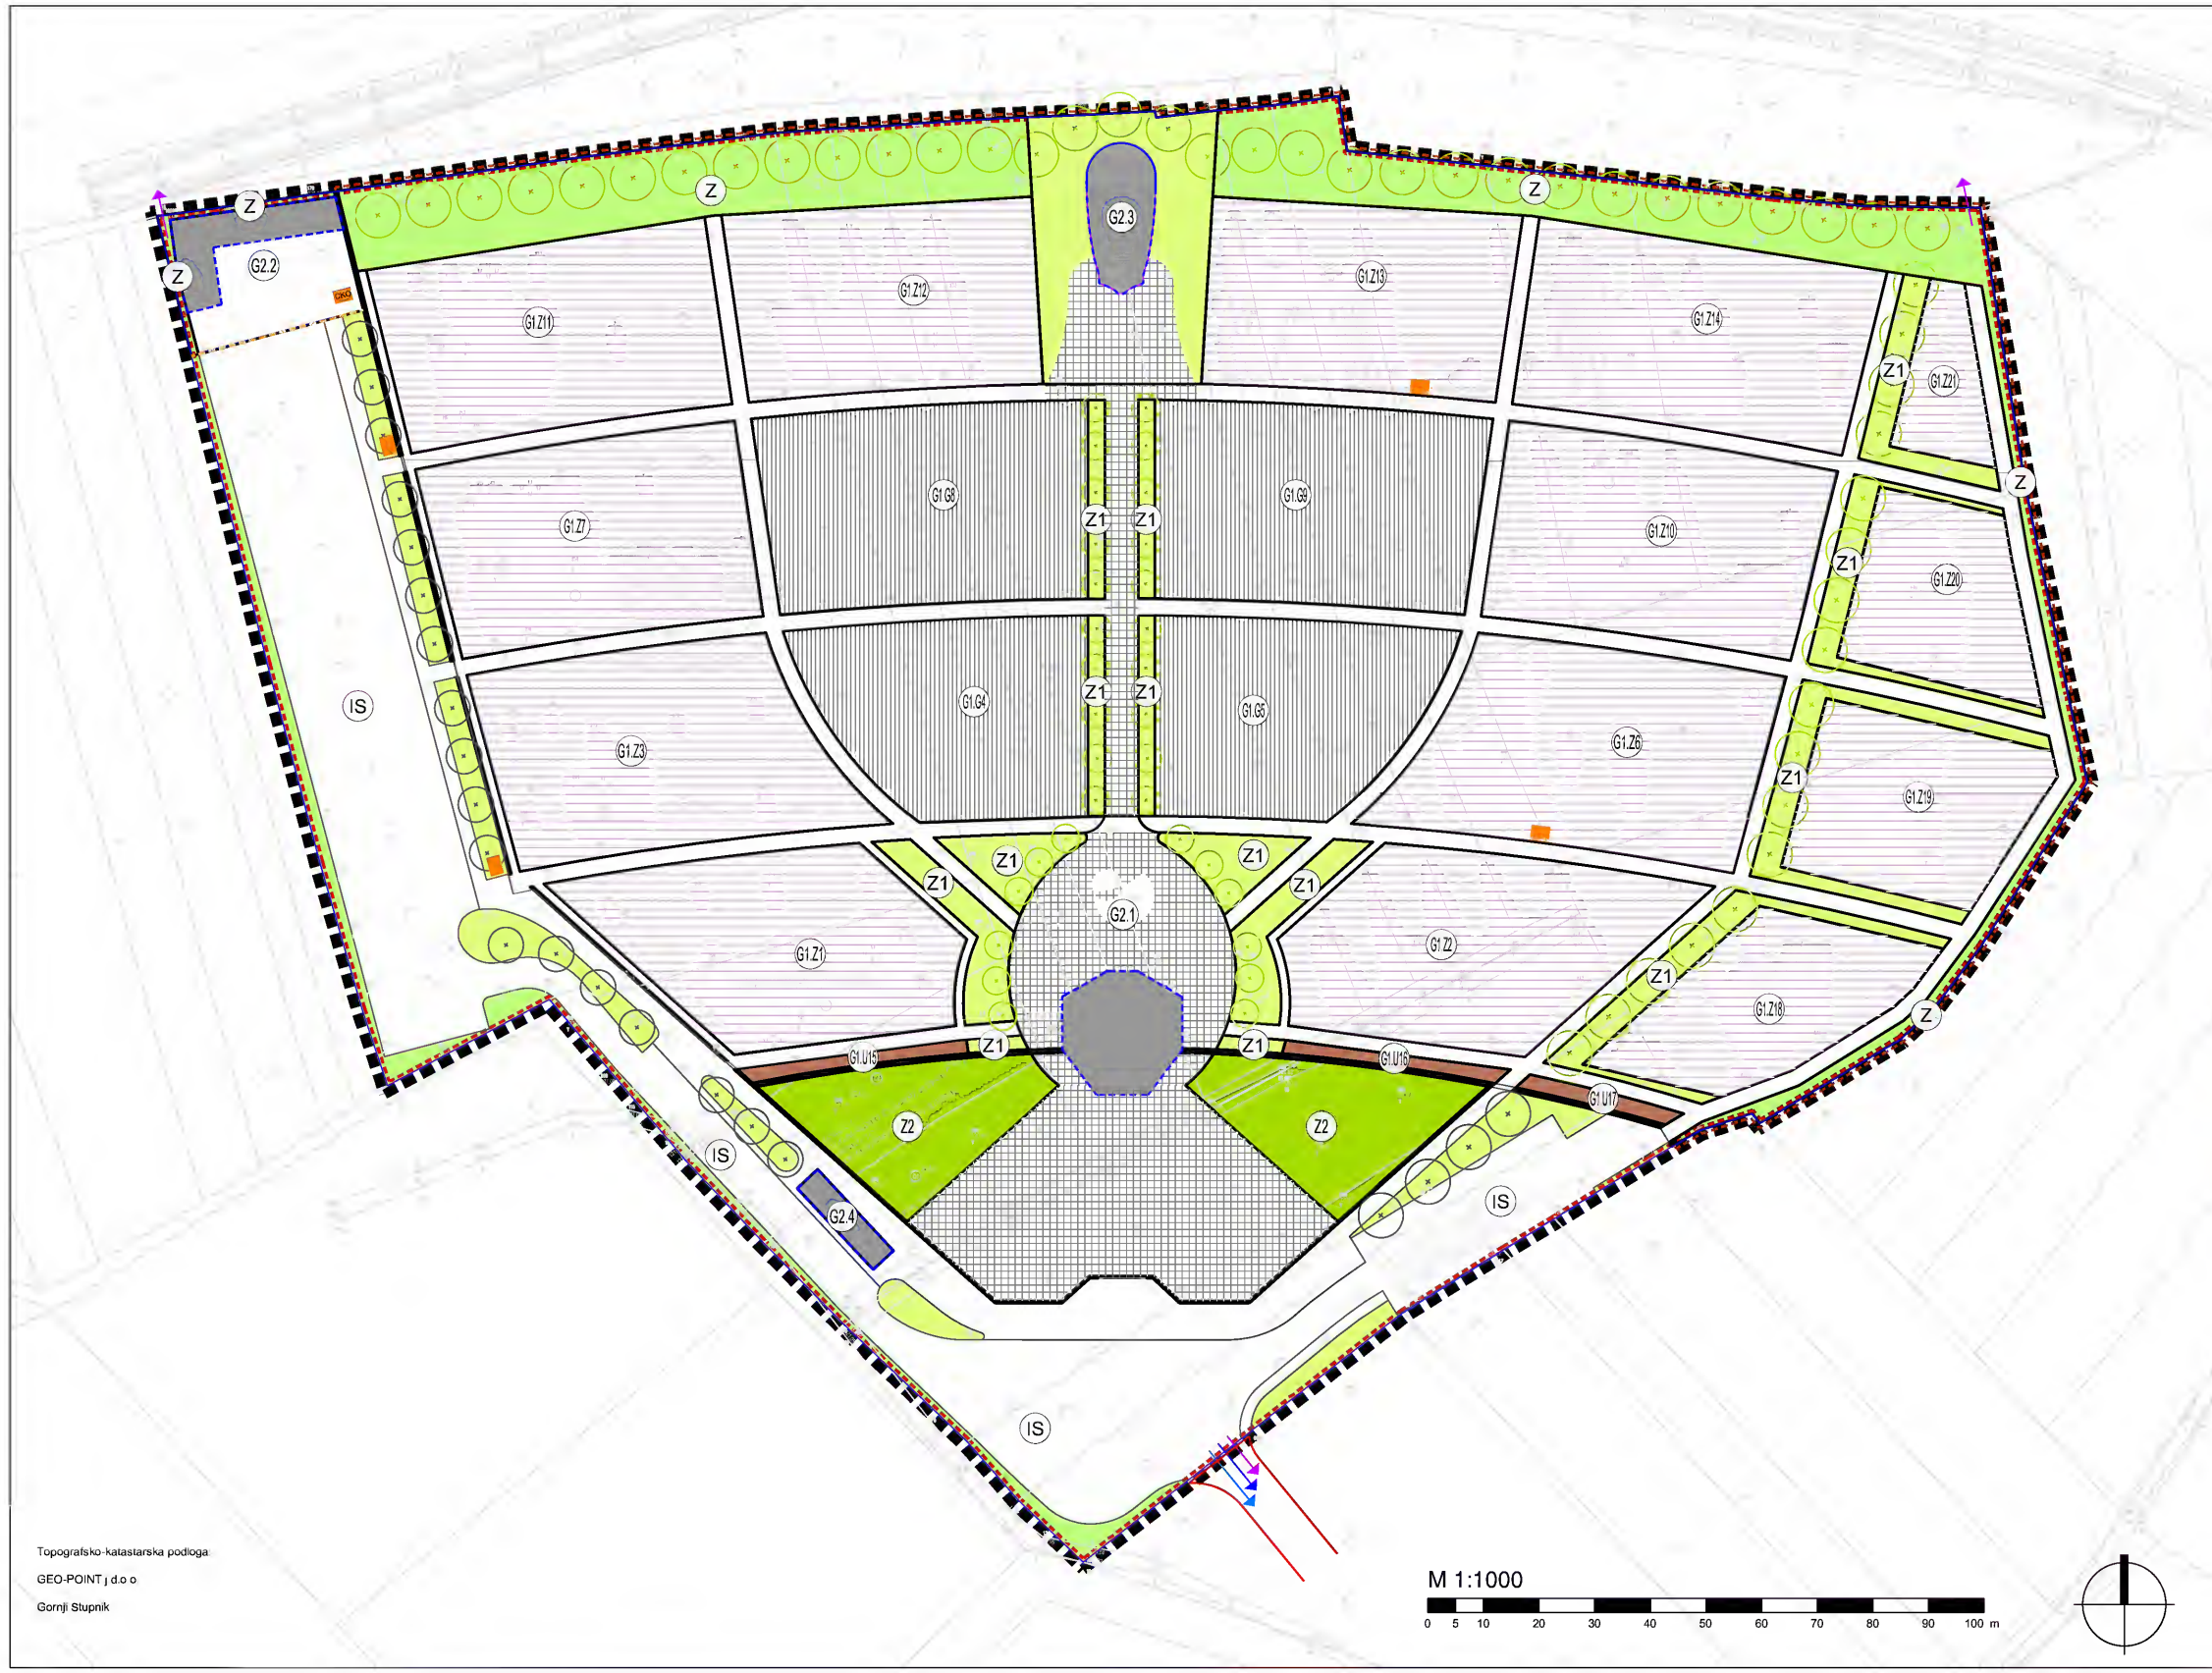 Z
Z
Z
Z
G2.2
G2.3
OKO
G1.Z11
G1.Z12
G1.Z13
G1.Z14
Z1
G1.Z21
G1.Z7
G1.G8
G1.G9
G1.Z10
Z
Z1
Z1
Z1
G1.Z20
IS
G1.Z3
G1.G4
Z1
Z1
G1.G5
G1.Z6
Z1
G1.Z19
Z1
Z1
Z1
Z1
G2.1
G1.Z1
G1.Z2
Z1
G1.Z18
Z
G1.U15
Z1
Z1
G1.U16
G1.U17
Z2
Z2
IS
IS
G2.4
IS
Topografsko-katastarska podloga:
GEO-POINT j.d.o.o.
Gornji Stupnik
M 1:1000
0 5 10 20 30 40 50 60 70 80 90 100 m